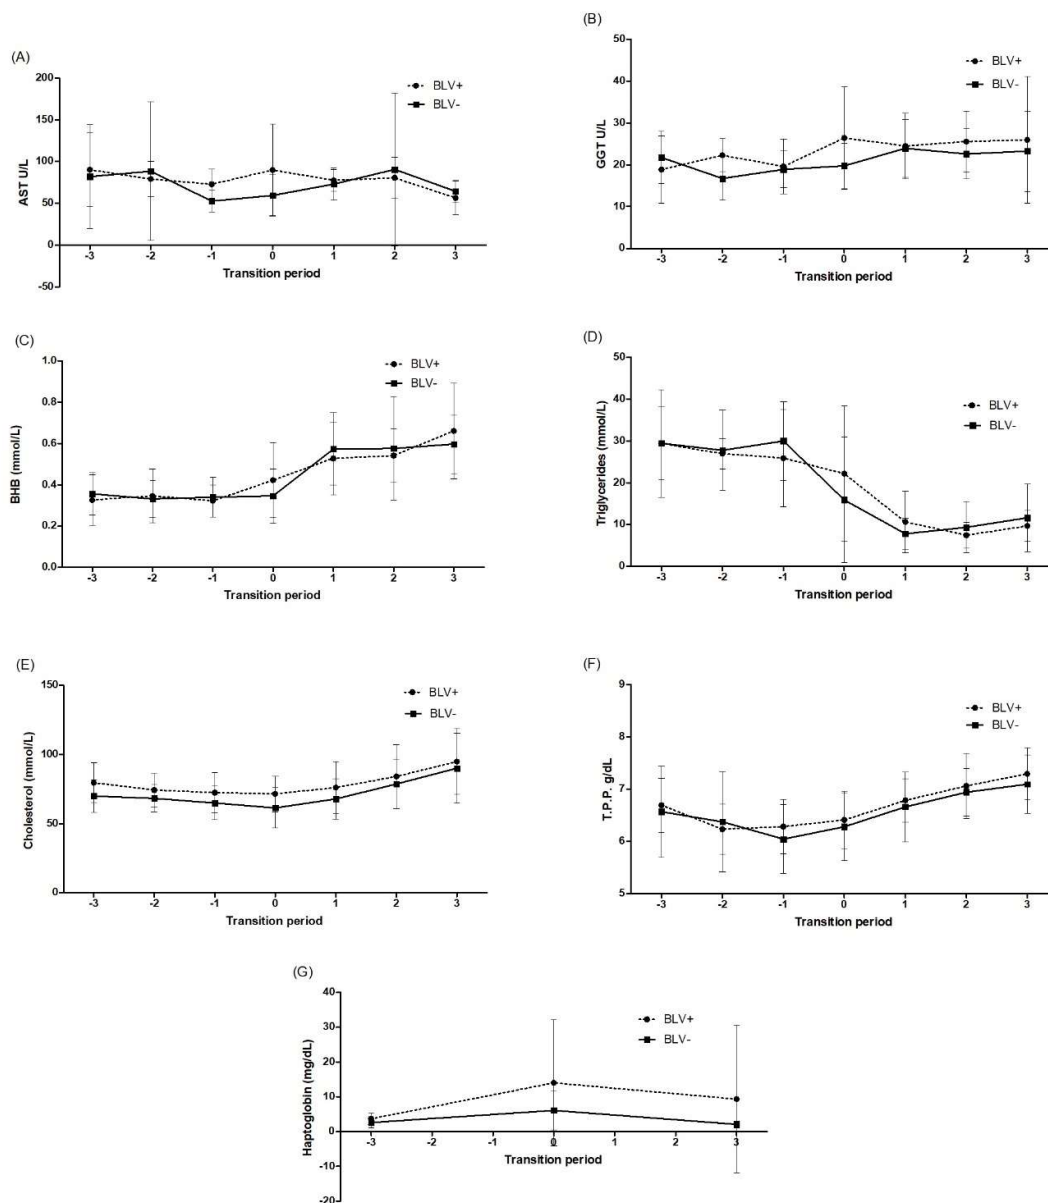 (A)
200
150
100
50
0
-50
AST U/L
BLV+
BLV-
-3 -2 -1 0 1 2 3
Transition period
(B)
50
40
30
20
10
0
GGT U/L
BLV+
BLV-
-3 -2 -1 0 1 2 3
Transition period
(C)
1.0
0.8
0.6
0.4
0.2
0.0
BHB (mmol/L)
BLV+
BLV-
-3 -2 -1 0 1 2 3
Transition period
(D)
50
40
30
20
10
0
Triglycerides (mmol/L)
BLV+
BLV-
-3 -2 -1 0 1 2 3
Transition period
(E)
150
100
50
0
Cholesterol (mmol/L)
BLV+
BLV-
-3 -2 -1 0 1 2 3
Transition period
(F)
9
8
7
6
5
T.P.P. g/dL
BLV+
BLV-
-3 -2 -1 0 1 2 3
Transition period
(G)
40
30
20
10
0
-10
-20
Haptoglobin (mg/dL)
BLV+
BLV-
-3 -2 -1 0 1 2 3
Transition period